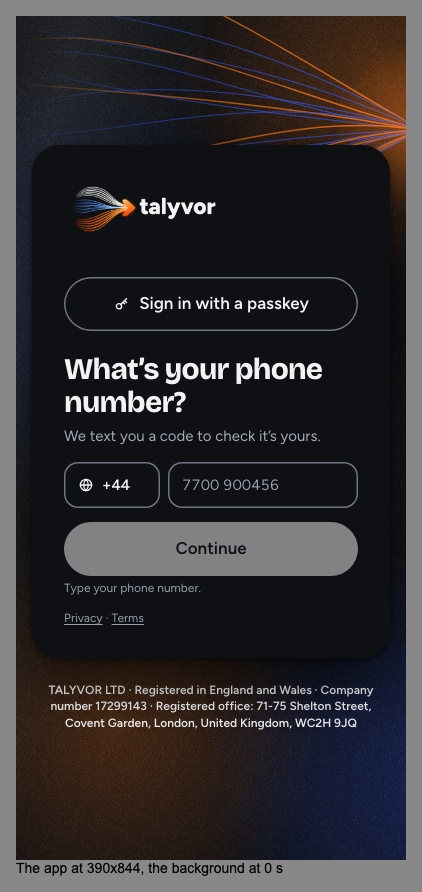 talyvor
Sign in with a passkey
What's your phone
number?
We text you a code to check it's yours.
+44
7700 900456
Continue
Type your phone number.
Privacy · Terms
TALYVOR LTD · Registered in England and Wales · Company
number 17299143 · Registered office: 71-75 Shelton Street,
Covent Garden, London, United Kingdom, WC2H 9JQ
The app at 390x844, the background at 0 s